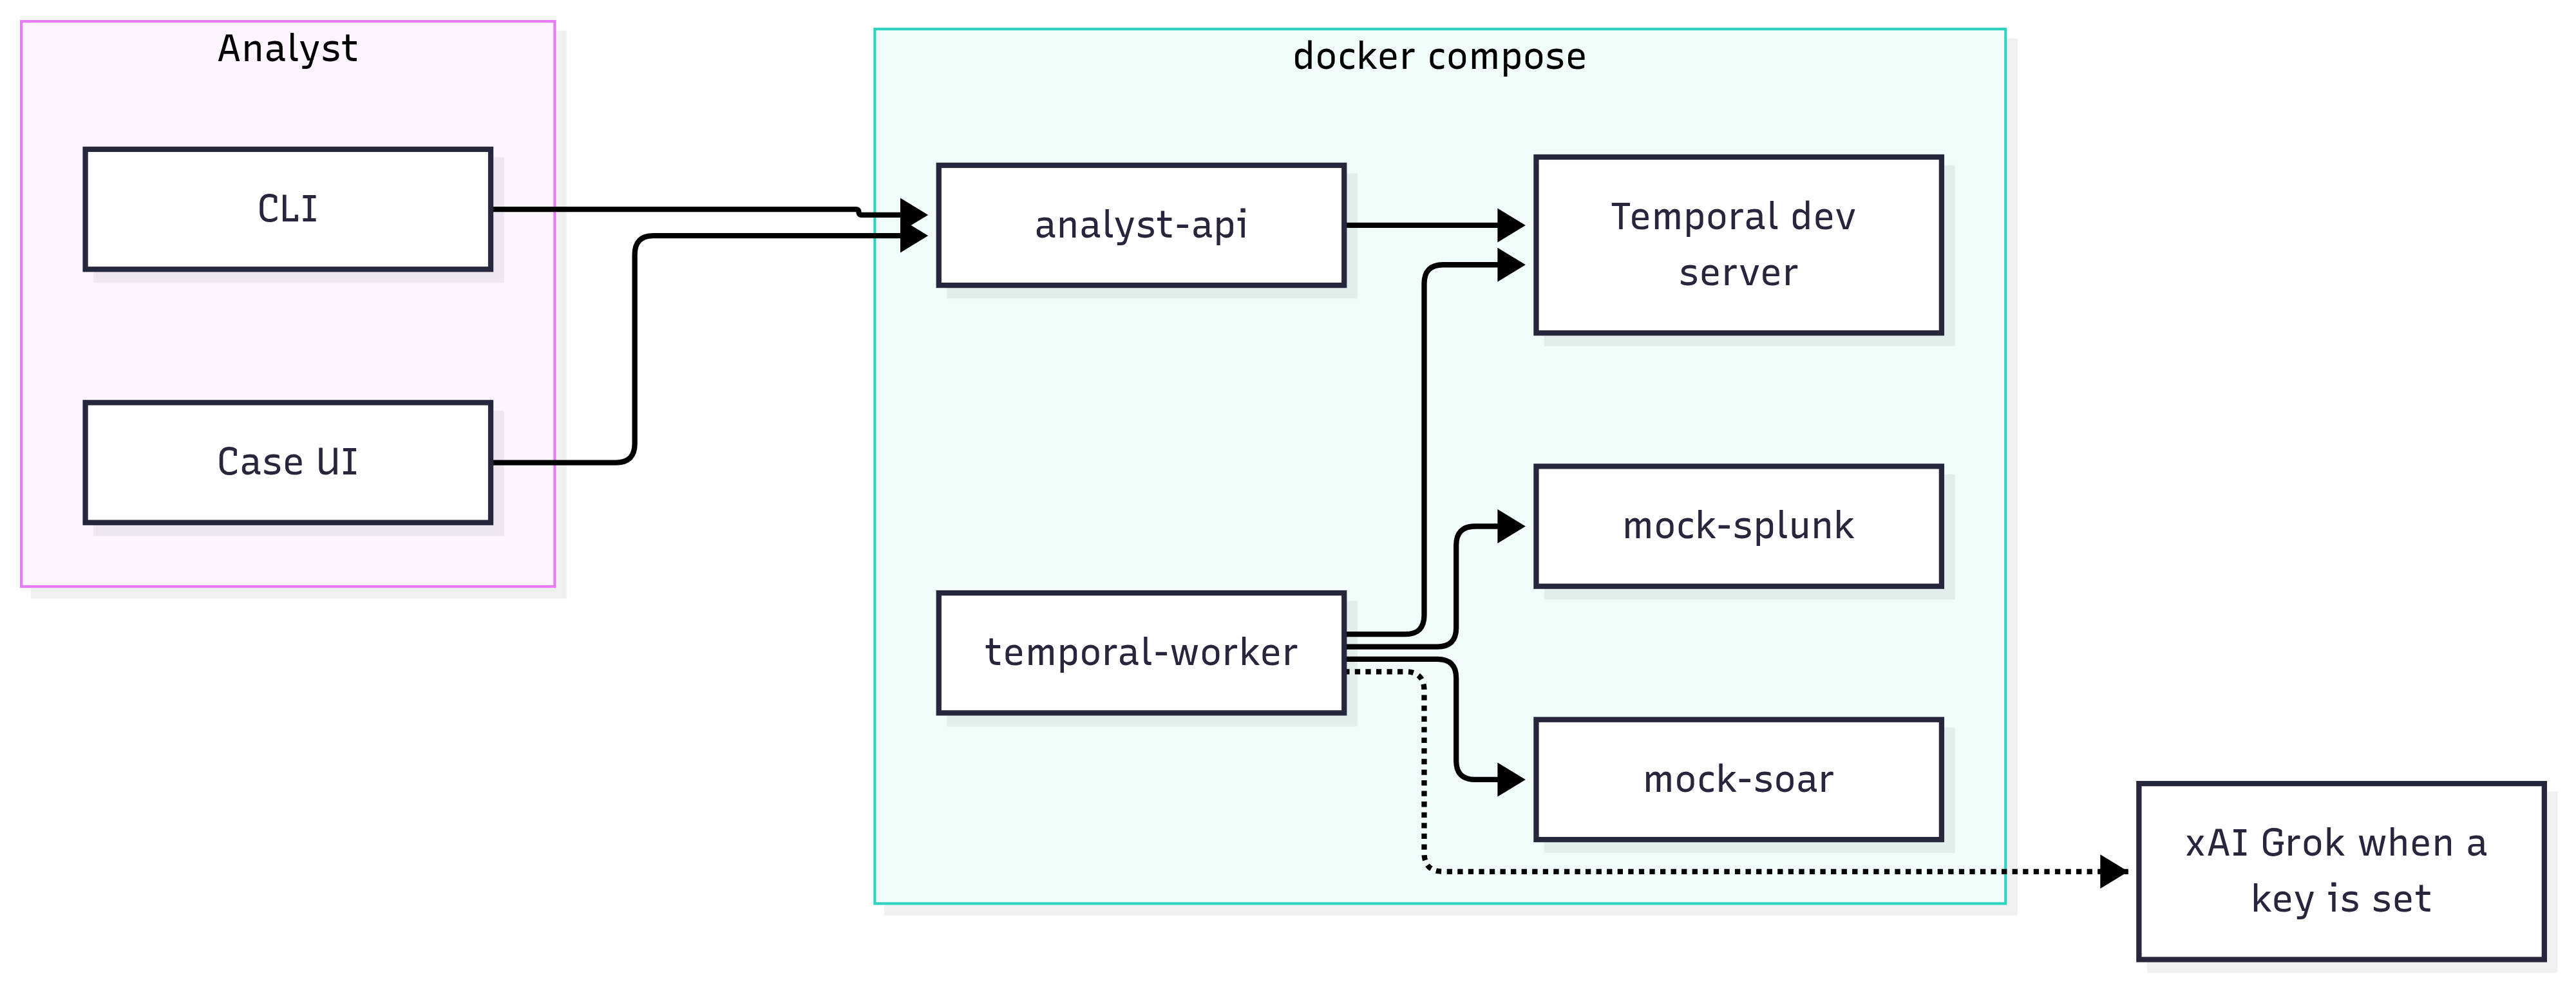 Analyst
CLI
Case UI
docker compose
analyst-api
Temporal dev
server
mock-splunk
temporal-worker
mock-soar
xAI Grok when a
key is set